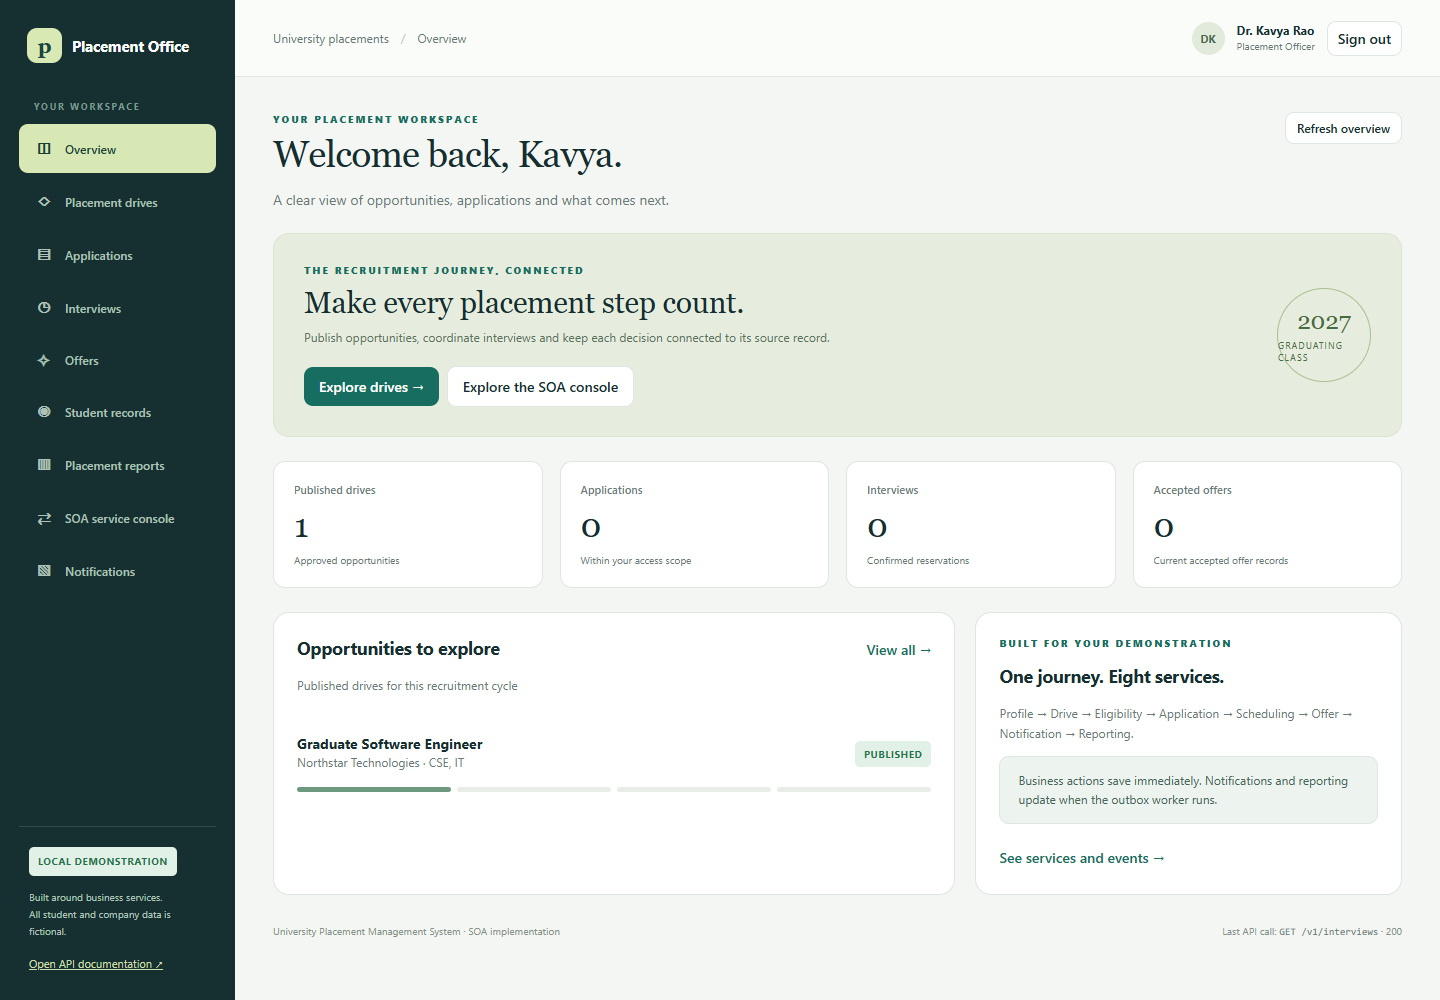 p Placement Office
YOUR WORKSPACE
Overview
Placement drives
Applications
Interviews
Offers
Student records
Placement reports
SOA service console
Notifications
LOCAL DEMONSTRATION
Built around business services.
All student and company data is
fictional.
Open API documentation ↗
University placements / Overview
DK
Dr. Kavya Rao
Placement Officer
Sign out
YOUR PLACEMENT WORKSPACE
Welcome back, Kavya.
A clear view of opportunities, applications and what comes next.
Refresh overview
THE RECRUITMENT JOURNEY, CONNECTED
Make every placement step count.
Publish opportunities, coordinate interviews and keep each decision connected to its source record.
Explore drives → Explore the SOA console
2027
GRADUATING
CLASS
Published drives
1
Approved opportunities
Applications
0
Within your access scope
Interviews
0
Confirmed reservations
Accepted offers
0
Current accepted offer records
Opportunities to explore
View all →
Published drives for this recruitment cycle
Graduate Software Engineer
Northstar Technologies · CSE, IT
PUBLISHED
BUILT FOR YOUR DEMONSTRATION
One journey. Eight services.
Profile → Drive → Eligibility → Application → Scheduling → Offer →
Notification → Reporting.
Business actions save immediately. Notifications and reporting
update when the outbox worker runs.
See services and events →
University Placement Management System · SOA implementation
Last API call: GET /v1/interviews · 200